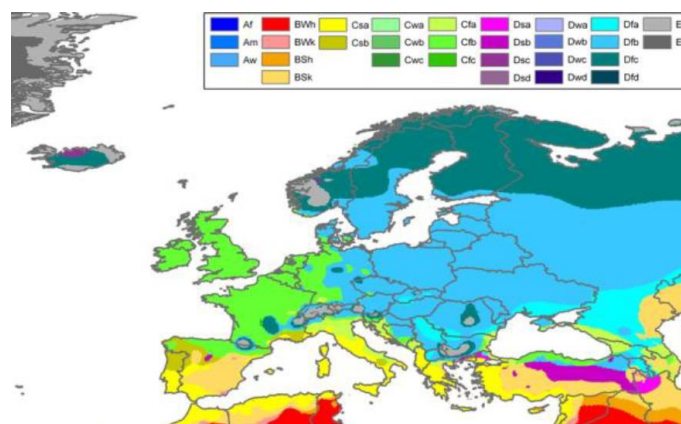 Af BWh Csa Cwa Cfa Dsa Dwa Dfa E
Am BWk Csb Cwb Cfb Dsb Dwb Dfb E
Aw BSh Cwc Cfc Dsc Dwc Dfc
BSk Dsd Dwd Dfd